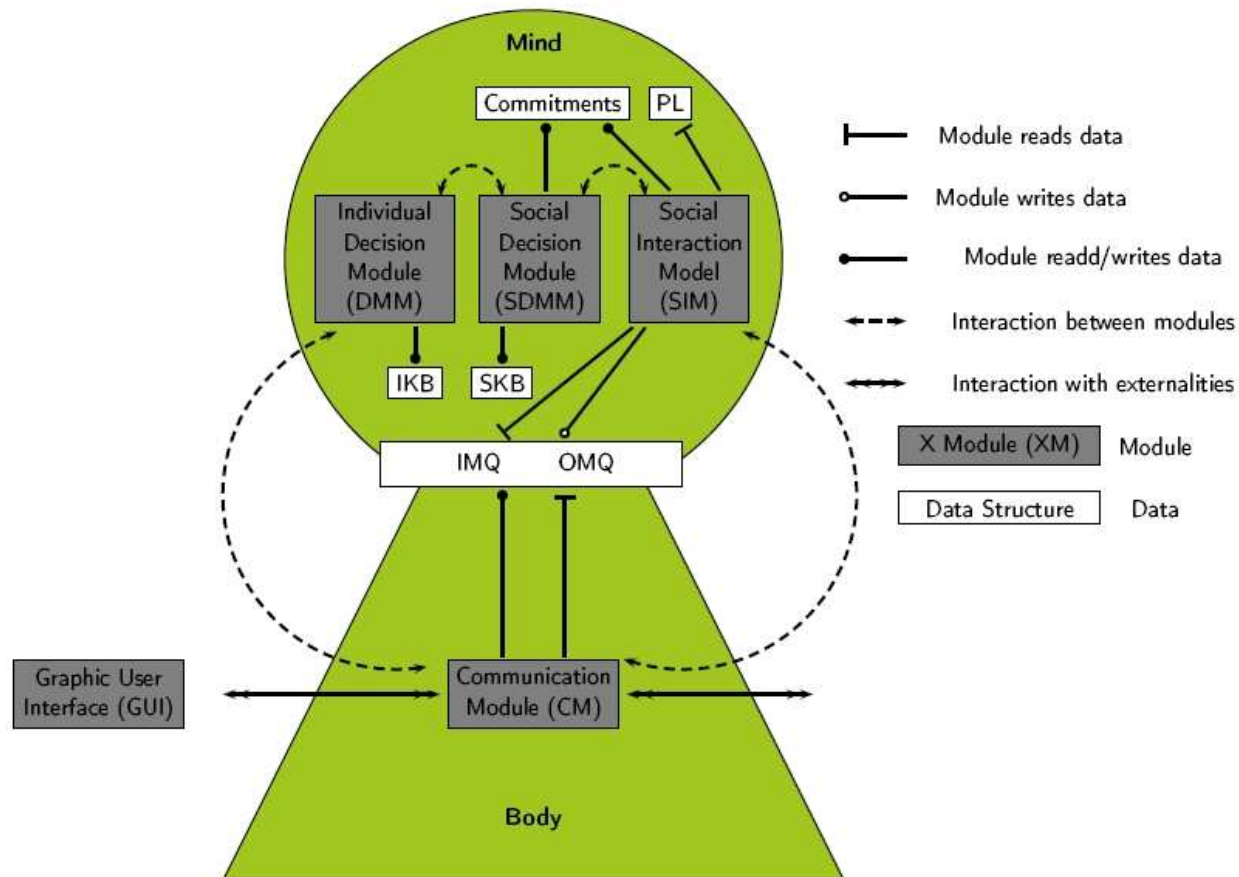 Mind
Commitments
PL
Individual
Decision
Module
(DMM)
Social
Decision
Module
(SDMM)
Social
Interaction
Model
(SIM)
IKB
SKB
IMQ
OMQ
Graphic User
Interface (GUI)
Communication
Module (CM)
Body
Module reads data
Module writes data
Module readd/writes data
Interaction between modules
Interaction with externalities
X Module (XM)
Module
Data Structure
Data